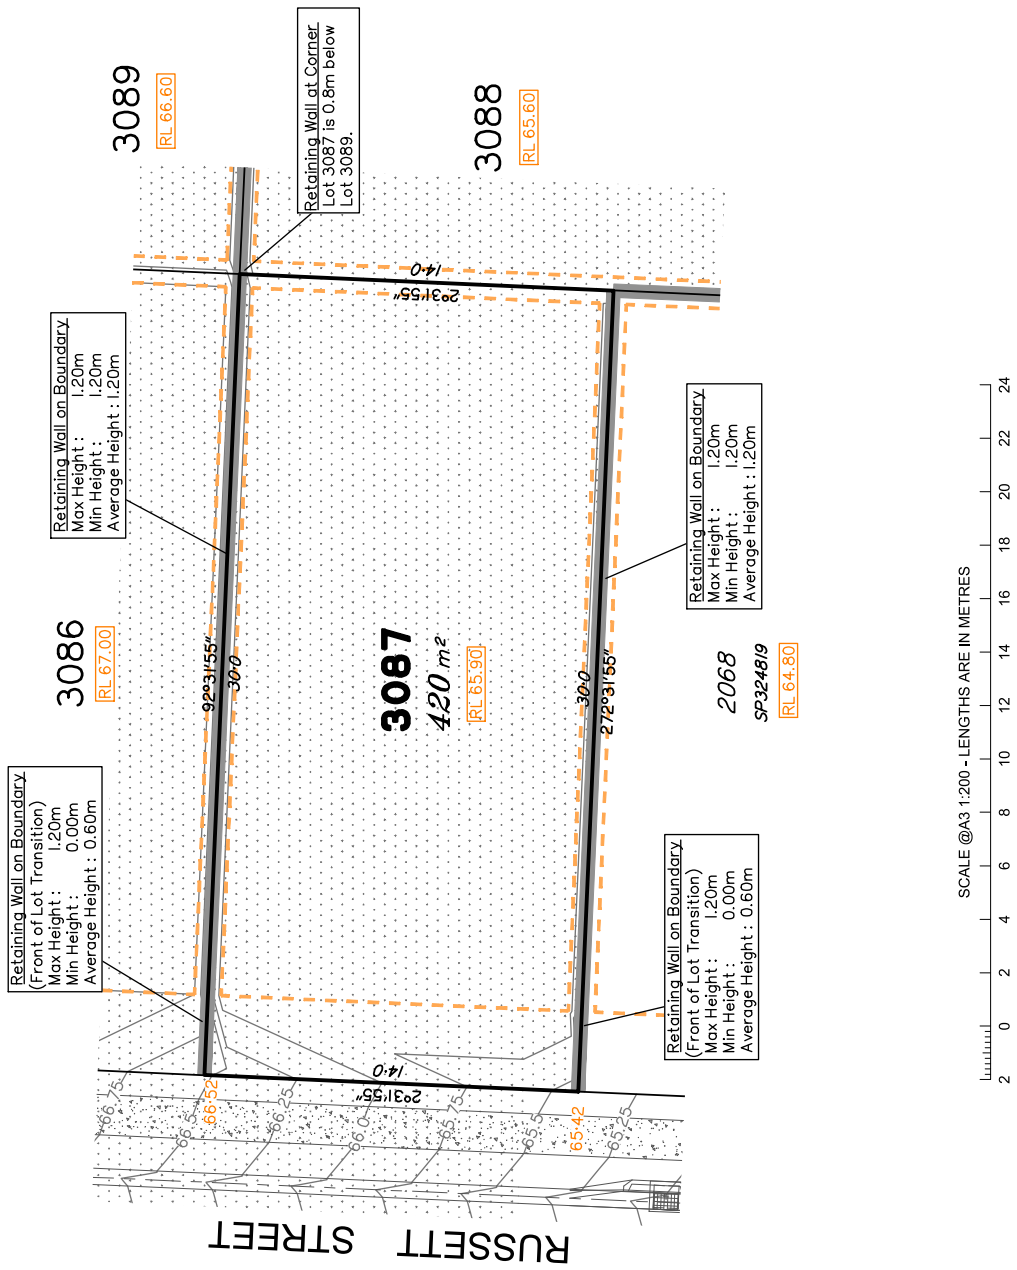 3089
RL 66.60
Retaining Wall at Corner
Lot 3087 is 0.8m below
Lot 3089.
3088
RL 65.60
14·0
2°31'55"
Retaining Wall on Boundary
Max Height : 1.20m
Min Height : 1.20m
Average Height : 1.20m
3086
RL 67.00
92°31'55"
30·0
3087
420 m²
RL 65.90
30·0
272°31'55"
Retaining Wall on Boundary
Max Height : 1.20m
Min Height : 1.20m
Average Height : 1.20m
2068
SP324819
RL 64.80
Retaining Wall on Boundary
(Front of Lot Transition)
Max Height : 1.20m
Min Height : 0.00m
Average Height : 0.60m
Retaining Wall on Boundary
(Front of Lot Transition)
Max Height : 1.20m
Min Height : 0.00m
Average Height : 0.60m
14·0
2°31'55"
66.75
66.5
66·52
66.25
66.0
65.75
65.5
65·42
65.25
RUSSETT STREET
SCALE @A3 1:200 - LENGTHS ARE IN METRES
2 0 2 4 6 8 10 12 14 16 18 20 22 24